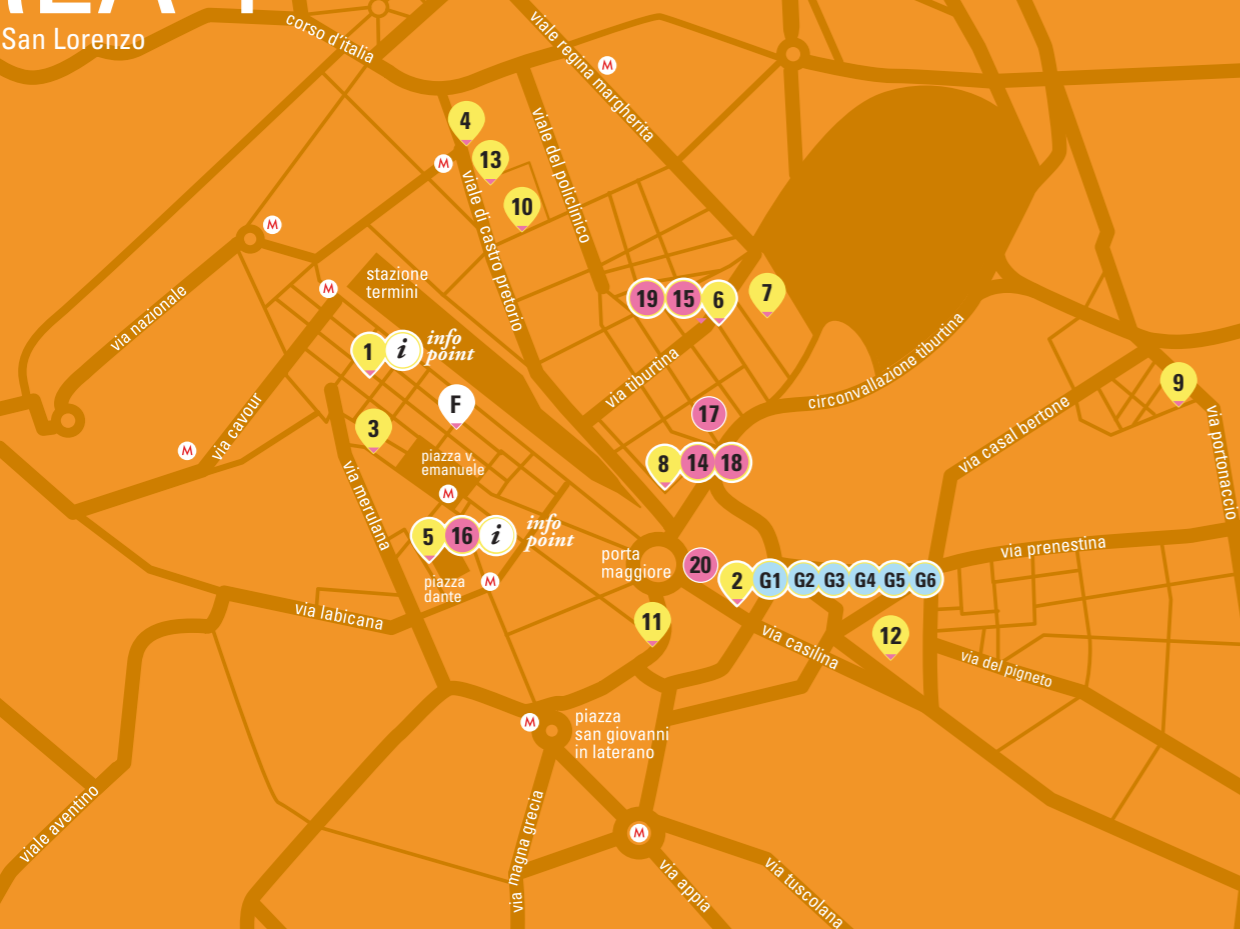 San Lorenzo
corso d'italia
viale regina margherita
M
4
M
13
viale del policlinico
10
viale di castro pretorio
M
stazione
termini
M
via nazionale
19 15 6
7
1 i info
point
via tiburtina
circonvallazione tiburtina
9
F
17
3
via cavour
M
piazza v.
emanuele
M
via merulana
8 14 18
via casal bertone
via portonaccio
5 16 i info
point
piazza
dante
M
porta
maggiore
20
2 G1 G2 G3 G4 G5 G6
via prenestina
via labicana
11
via casilina
12
via del pigneto
M
piazza
san giovanni
in laterano
viale aventino
via magna grecia
M
via appia
via tuscolana